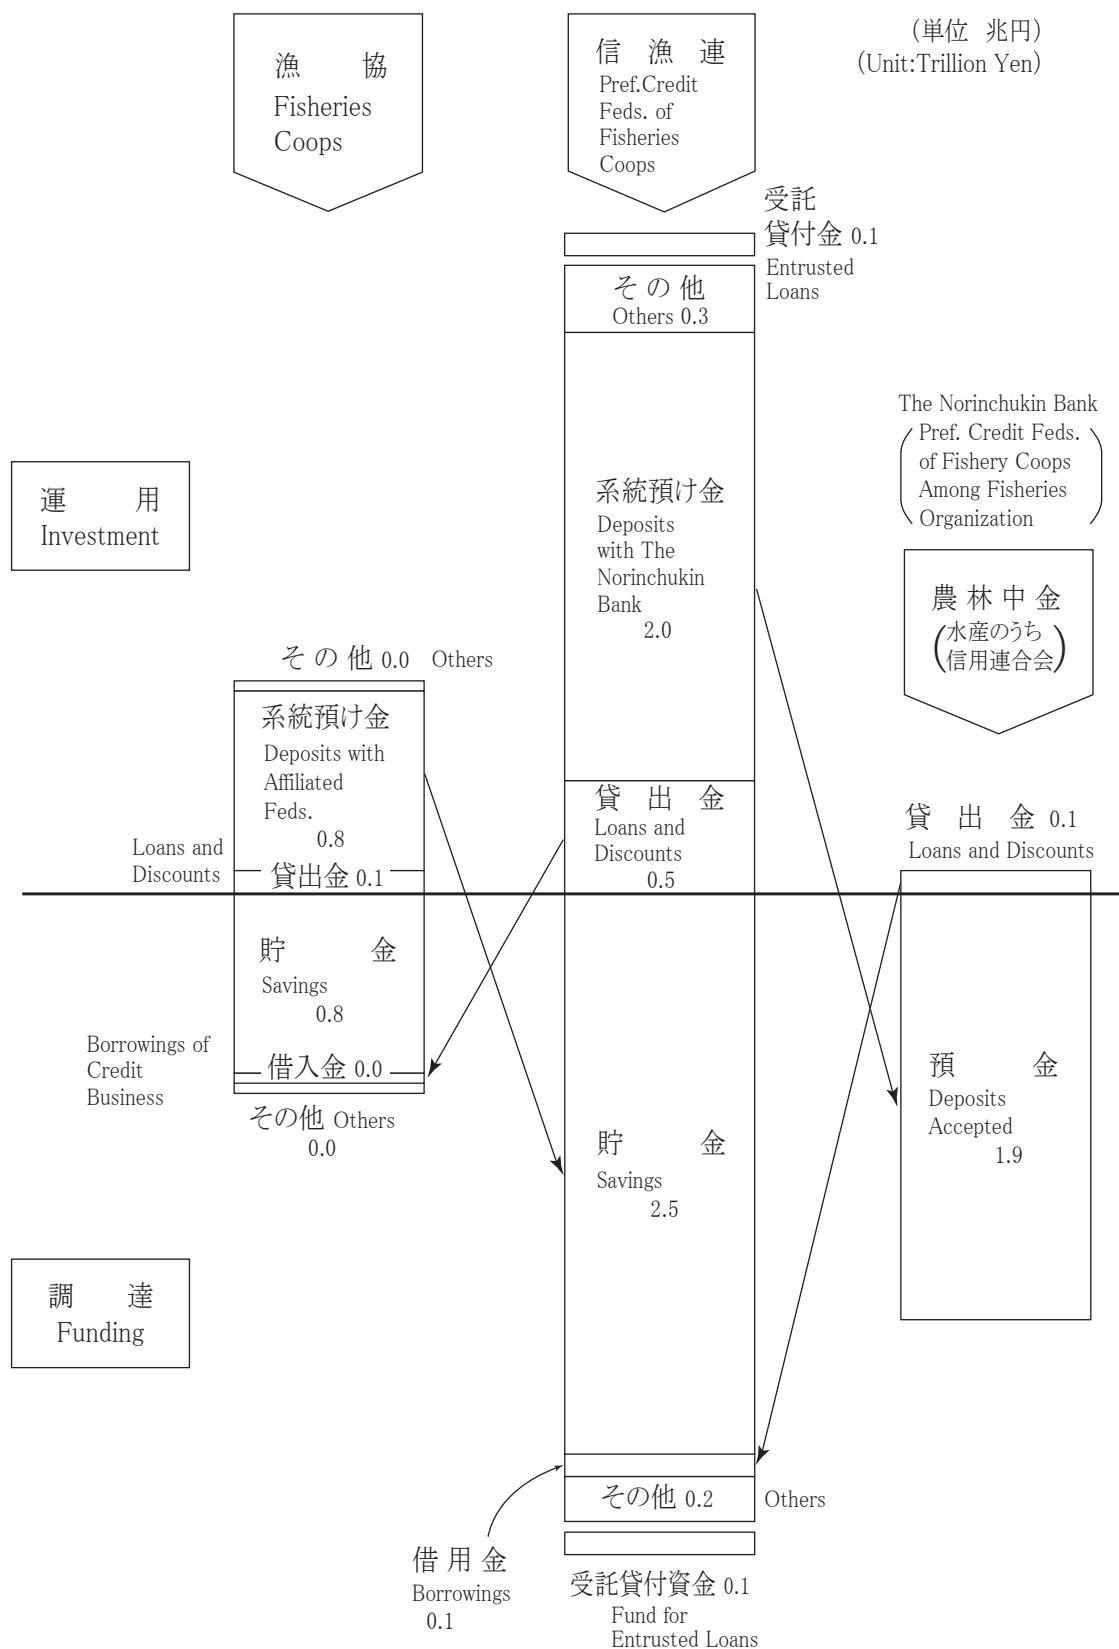 (単位 兆円)
(Unit:Trillion Yen)
漁 協
Fisheries
Coops
信 漁 連
Pref.Credit
Feds. of
Fisheries
Coops
受託
貸付金 0.1
Entrusted
Loans
その他
Others 0.3
系統預け金
Deposits
with The
Norinchukin
Bank
2.0
貸 出 金
Loans and
Discounts
0.5
The Norinchukin Bank
(Pref. Credit Feds.
of Fishery Coops
Among Fisheries
Organization)
農 林 中 金
(水産のうち
信用連合会)
運 用
Investment
その他 0.0 Others
系統預け金
Deposits with
Affiliated
Feds.
0.8
Loans and
Discounts
貸出金 0.1
貸 出 金 0.1
Loans and Discounts
貯 金
Savings
0.8
Borrowings of
Credit
Business
借入金 0.0
その他 Others
0.0
貯 金
Savings
2.5
預 金
Deposits
Accepted
1.9
調 達
Funding
その他 0.2 Others
借 用 金
Borrowings
0.1
受託貸付資金 0.1
Fund for
Entrusted Loans